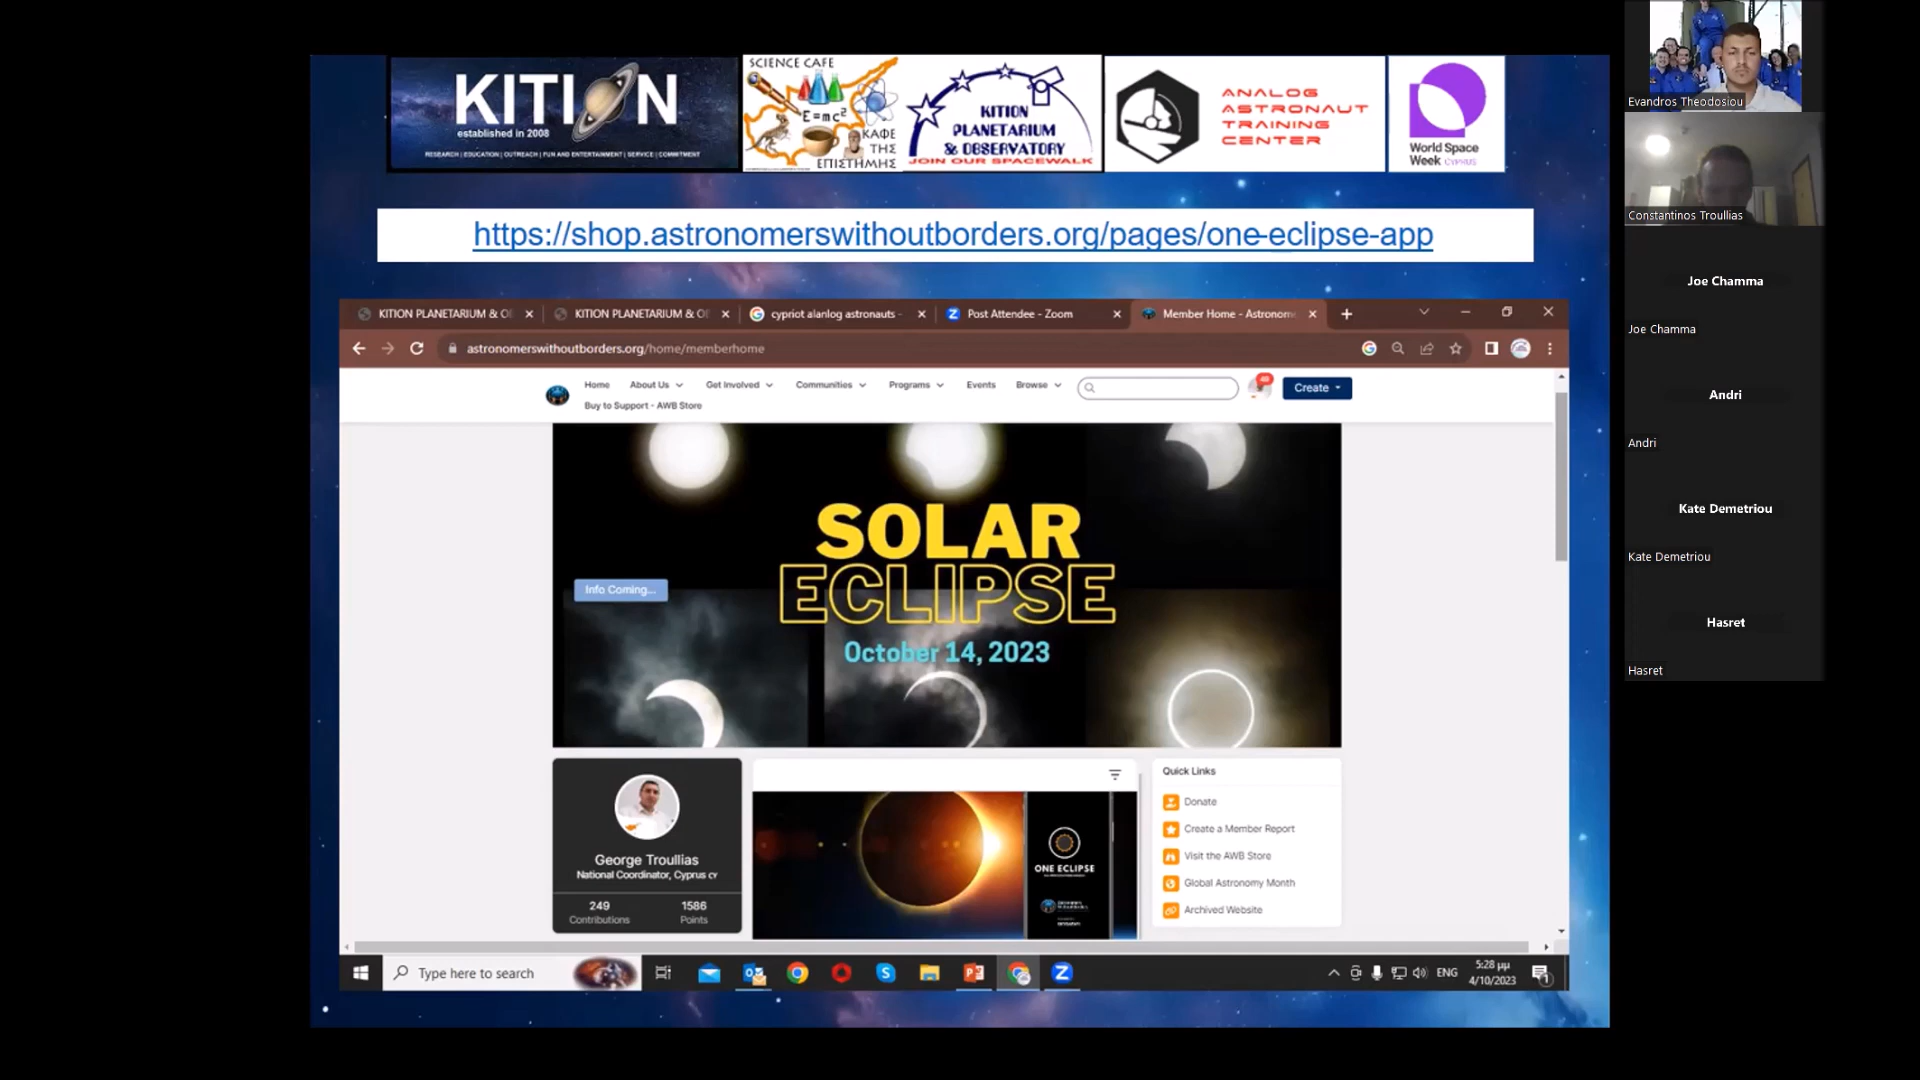 KITION
established in 2008
RESEARCH | EDUCATION | OUTREACH | FUN AND ENTERTAINMENT | SERVICE | COMMITMENT
SCIENCE CAFE
E=mc²
ΚΑΦΕ
ΤΗΣ
ΕΠΙΣΤΗΜΗΣ
KITION
PLANETARIUM
& OBSERVATORY
JOIN OUR SPACEWALK
ANALOG
ASTRONAUT
TRAINING
CENTER
World Space
Week CYPRUS
https://shop.astronomerswithoutborders.org/pages/one-eclipse-app
KITION PLANETARIUM & O
KITION PLANETARIUM & O
cypriot alanlog astronauts -
Post Attendee - Zoom
Member Home - Astronom
astronomerswithoutborders.org/home/memberhome
Home About Us Get Involved Communities Programs Events Browse
Create
Buy to Support - AWB Store
SOLAR
ECLIPSE
Info Coming...
October 14, 2023
George Troullias
National Coordinator, Cyprus CY
249 1586
Contributions Points
ONE ECLIPSE
Quick Links
Donate
Create a Member Report
Visit the AWB Store
Global Astronomy Month
Archived Website
Type here to search
ENG
5:28 μμ
4/10/2023
1
Evandros Theodosiou
Constantinos Troullias
Joe Chamma
Joe Chamma
Andri
Andri
Kate Demetriou
Kate Demetriou
Hasret
Hasret